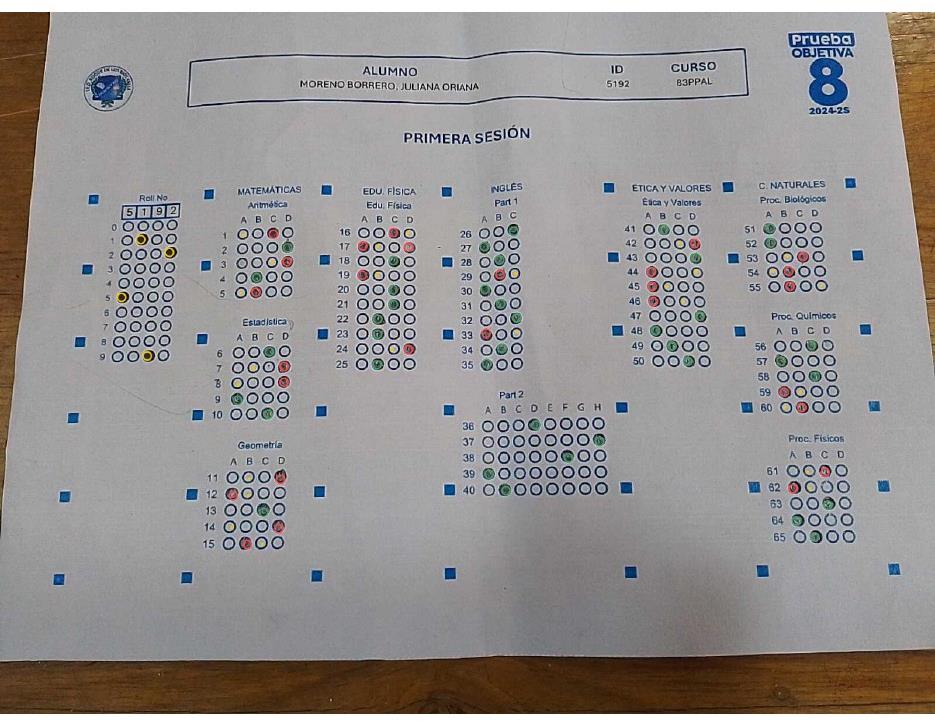 Prueba
OBJETIVA
8
2024-2S
ALUMNO ID CURSO
MORENO BORRERO, JULIANA ORIANA 5192 83PPAL
PRIMERA SESIÓN
Roll No
5 1 9 2
0
1
2
3
4
5
6
7
8
9
MATEMÁTICAS
Aritmética
A B C D
1
2
3
4
5
Estadística
A B C D
6
7
8
9
10
Geometría
A B C D
11
12
13
14
15
EDU. FÍSICA
Edu. Física
A B C D
16
17
18
19
20
21
22
23
24
25
INGLÉS
Part 1
A B C
26
27
28
29
30
31
32
33
34
35
Part 2
A B C D E F G H
36
37
38
39
40
ÉTICA Y VALORES
Ética y Valores
A B C D
41
42
43
44
45
46
47
48
49
50
C. NATURALES
Proc. Biológicos
A B C D
51
52
53
54
55
Proc. Químicos
A B C D
56
57
58
59
60
Proc. Físicos
A B C D
61
62
63
64
65